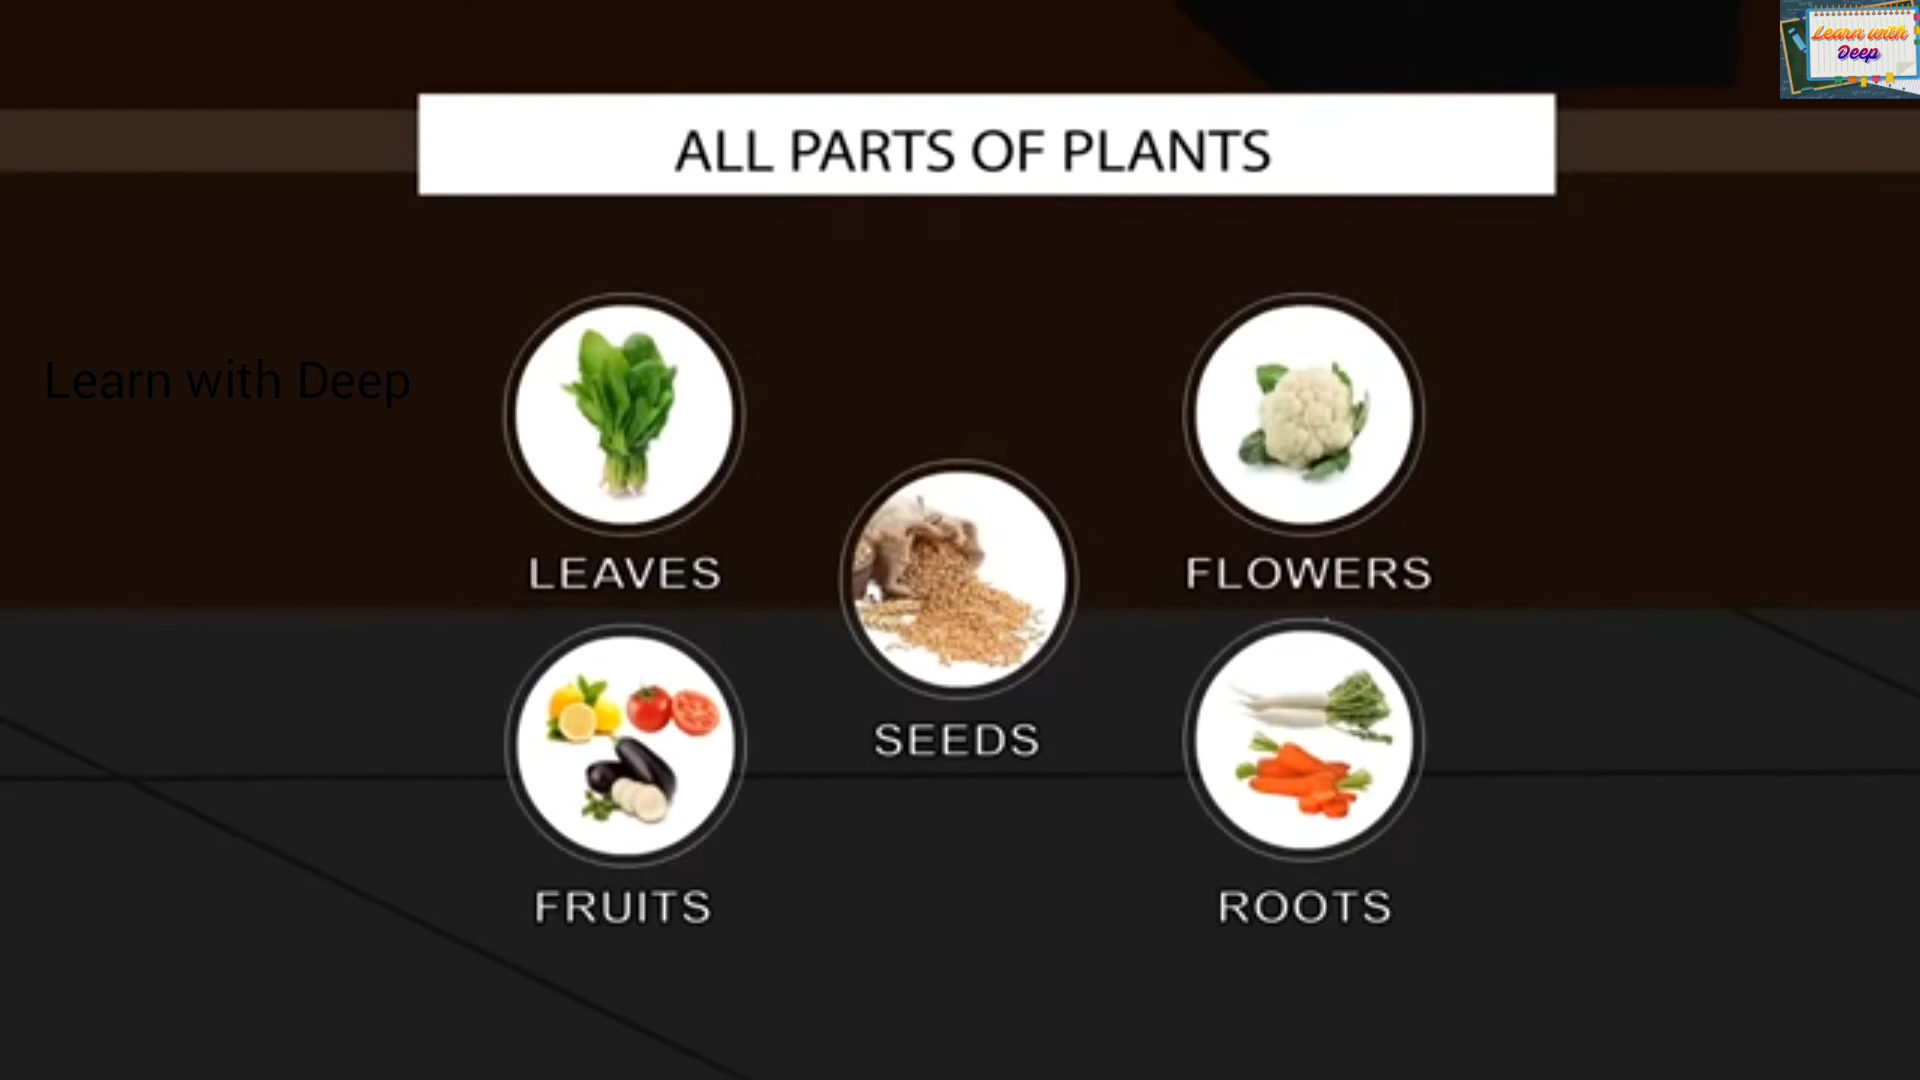 Learn with
Deep
ALL PARTS OF PLANTS
Learn with Deep
LEAVES
FLOWERS
SEEDS
FRUITS
ROOTS